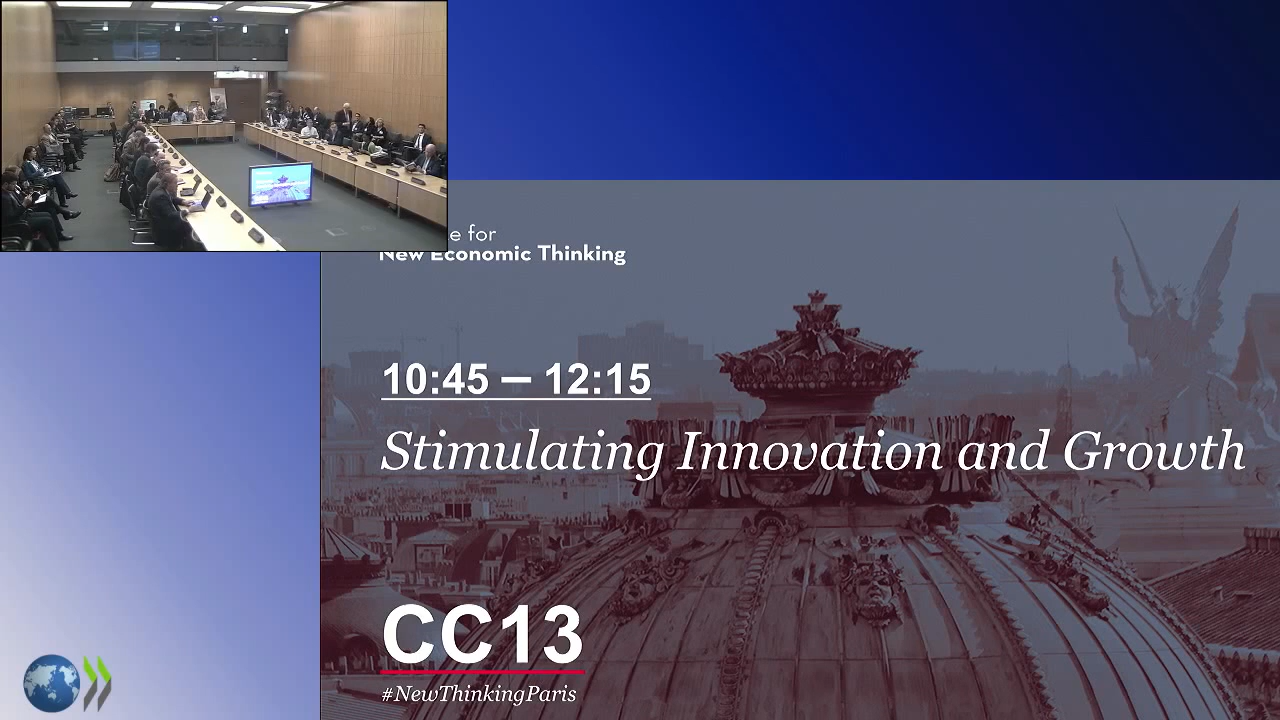 e for
New Economic Thinking
10:45 – 12:15
Stimulating Innovation and Growth
CC13
#NewThinkingParis